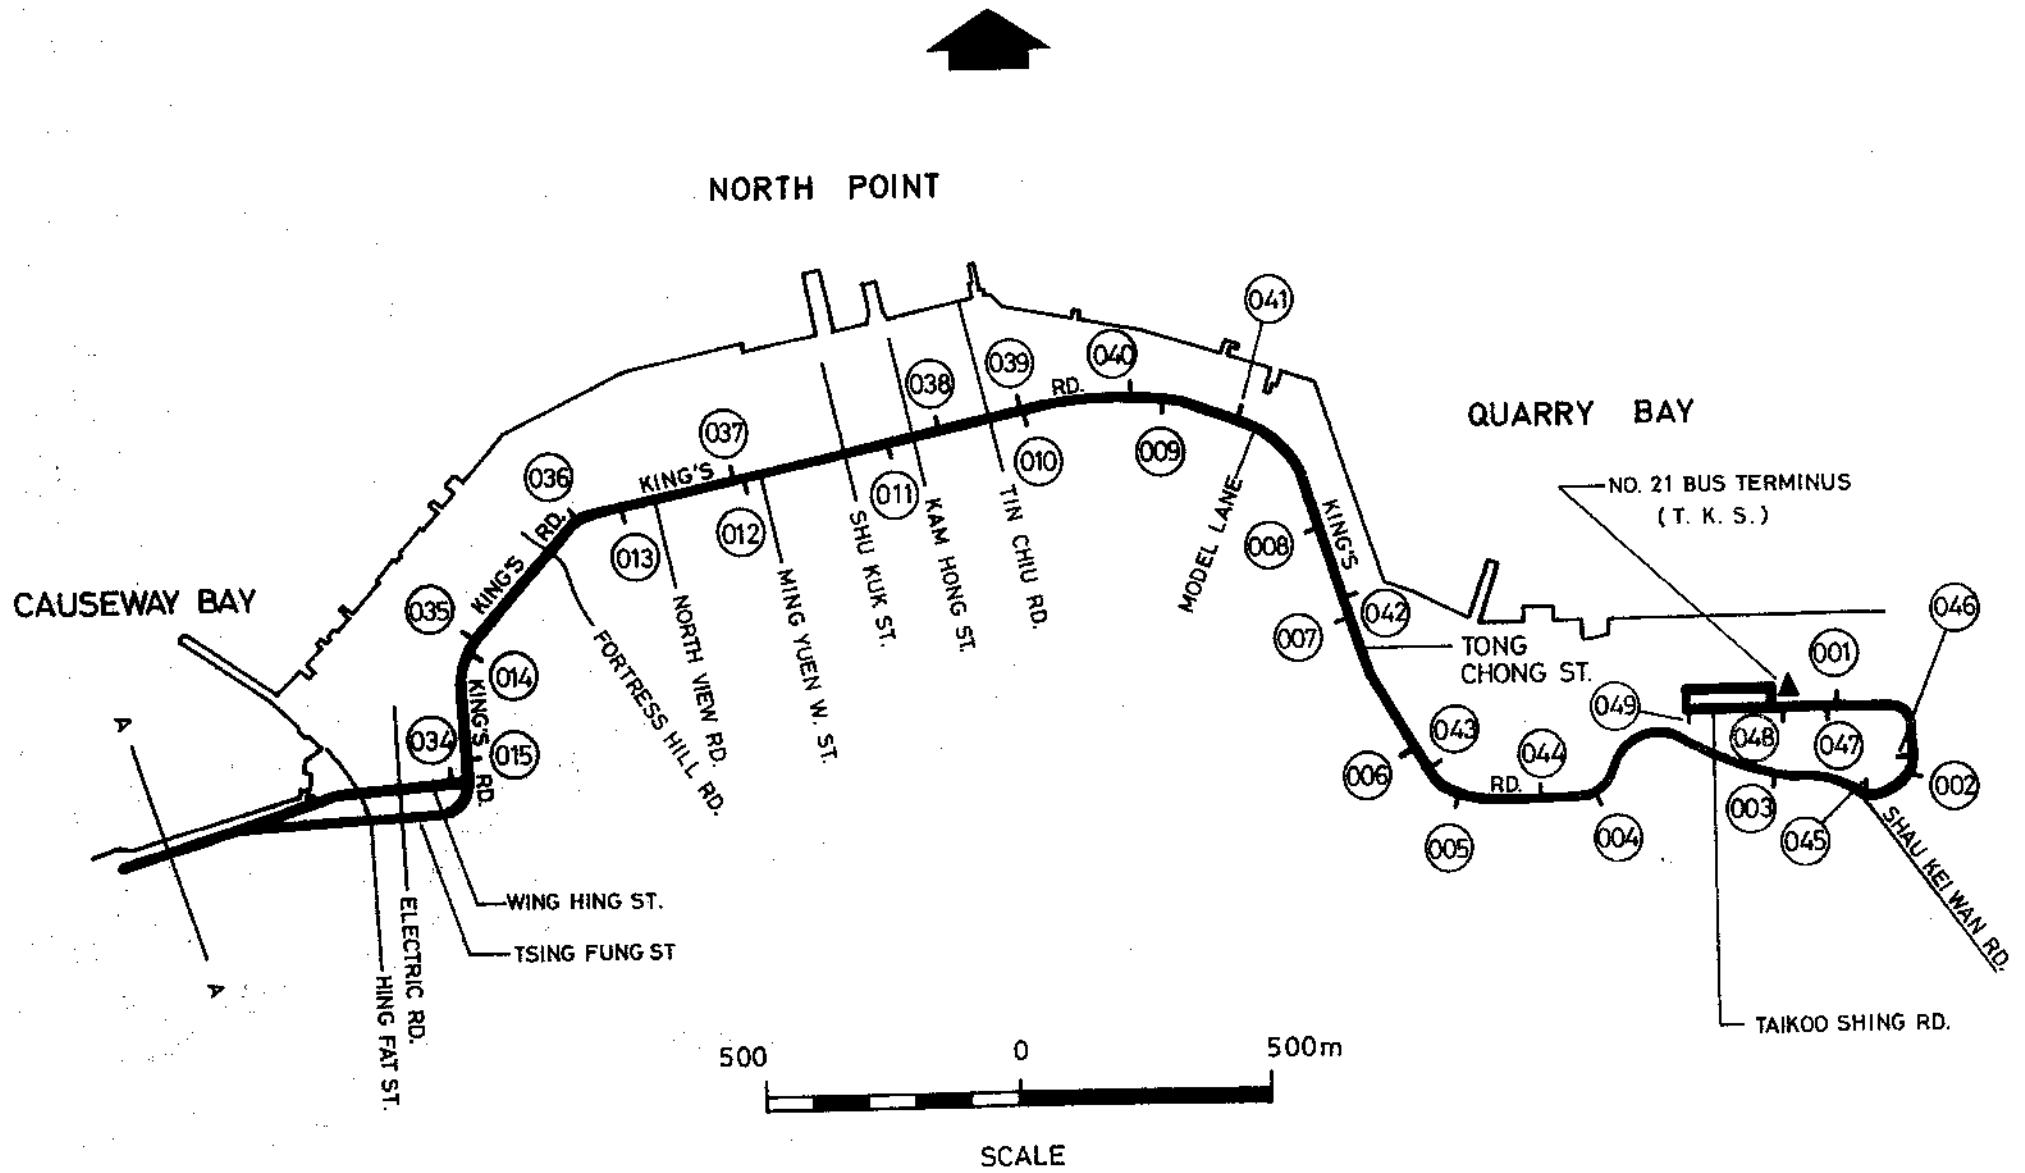 NORTH POINT
041
039
040
038
RD.
QUARRY BAY
037
009
010
036
KING'S
011
NO. 21 BUS TERMINUS
(T. K. S.)
012
013
RD.
KING'S
008
MODEL LANE
TIN CHIU RD.
KAM HONG ST.
SHU KUK ST.
MING YUEN W. ST.
NORTH VIEW RD.
FORTRESS HILL RD.
KING'S
CAUSEWAY BAY
035
042
007
046
TONG
CHONG ST.
014
001
KING'S
RD.
049
034
015
043
044
048
047
A
006
RD.
002
003
005
004
045
SHAU KEI WAN RD.
WING HING ST.
TSING FUNG ST
ELECTRIC RD.
HING FAT ST.
A
TAIKOO SHING RD.
500
0
500m
SCALE